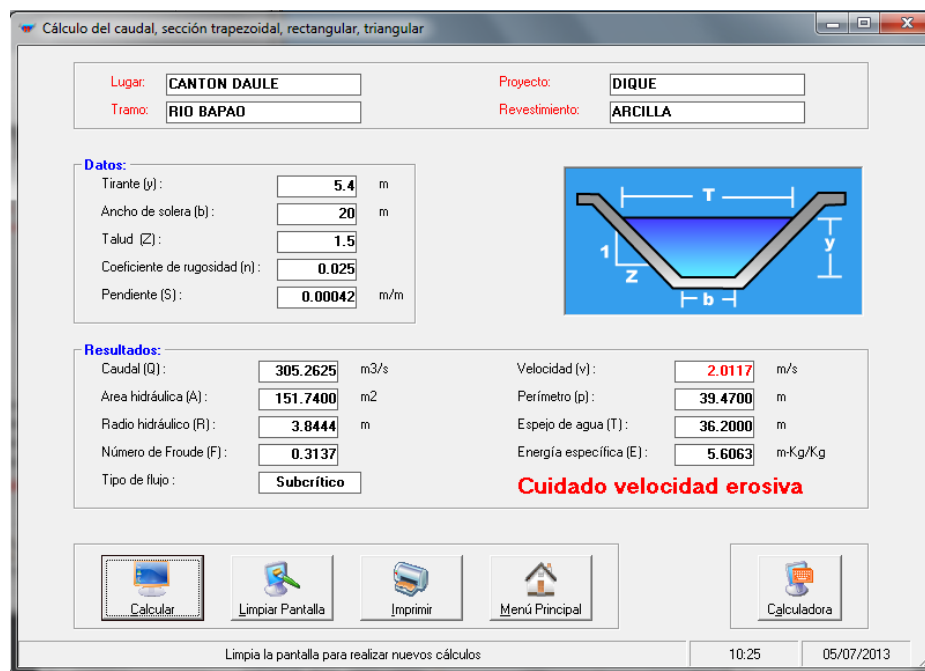 Cálculo del caudal, sección trapezoidal, rectangular, triangular
Lugar: CANTON DAULE Proyecto: DIQUE
Tramo: RIO BAPAO Revestimiento: ARCILLA
Datos:
Tirante (y) : 5.4 m
Ancho de solera (b) : 20 m
Talud (Z) : 1.5
Coeficiente de rugosidad (n) : 0.025
Pendiente (S) : 0.00042 m/m
T
y
1
Z
b
Resultados:
Caudal (Q) : 305.2625 m3/s Velocidad (v) : 2.0117 m/s
Area hidráulica (A) : 151.7400 m2 Perímetro (p) : 39.4700 m
Radio hidráulico (R) : 3.8444 m Espejo de agua (T) : 36.2000 m
Número de Froude (F) : 0.3137 Energía específica (E) : 5.6063 m-Kg/Kg
Tipo de flujo : Subcrítico Cuidado velocidad erosiva
Calcular Limpiar Pantalla Imprimir Menú Principal Calculadora
Limpia la pantalla para realizar nuevos cálculos 10:25 05/07/2013